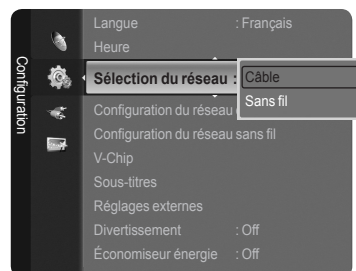 Configuration
Langue : Français
Heure
Sélection du réseau :
Câble
Sans fil
Configuration du réseau
Configuration du réseau sans fil
V-Chip
Sous-titres
Réglages externes
Divertissement : Off
Économiseur énergie : Off